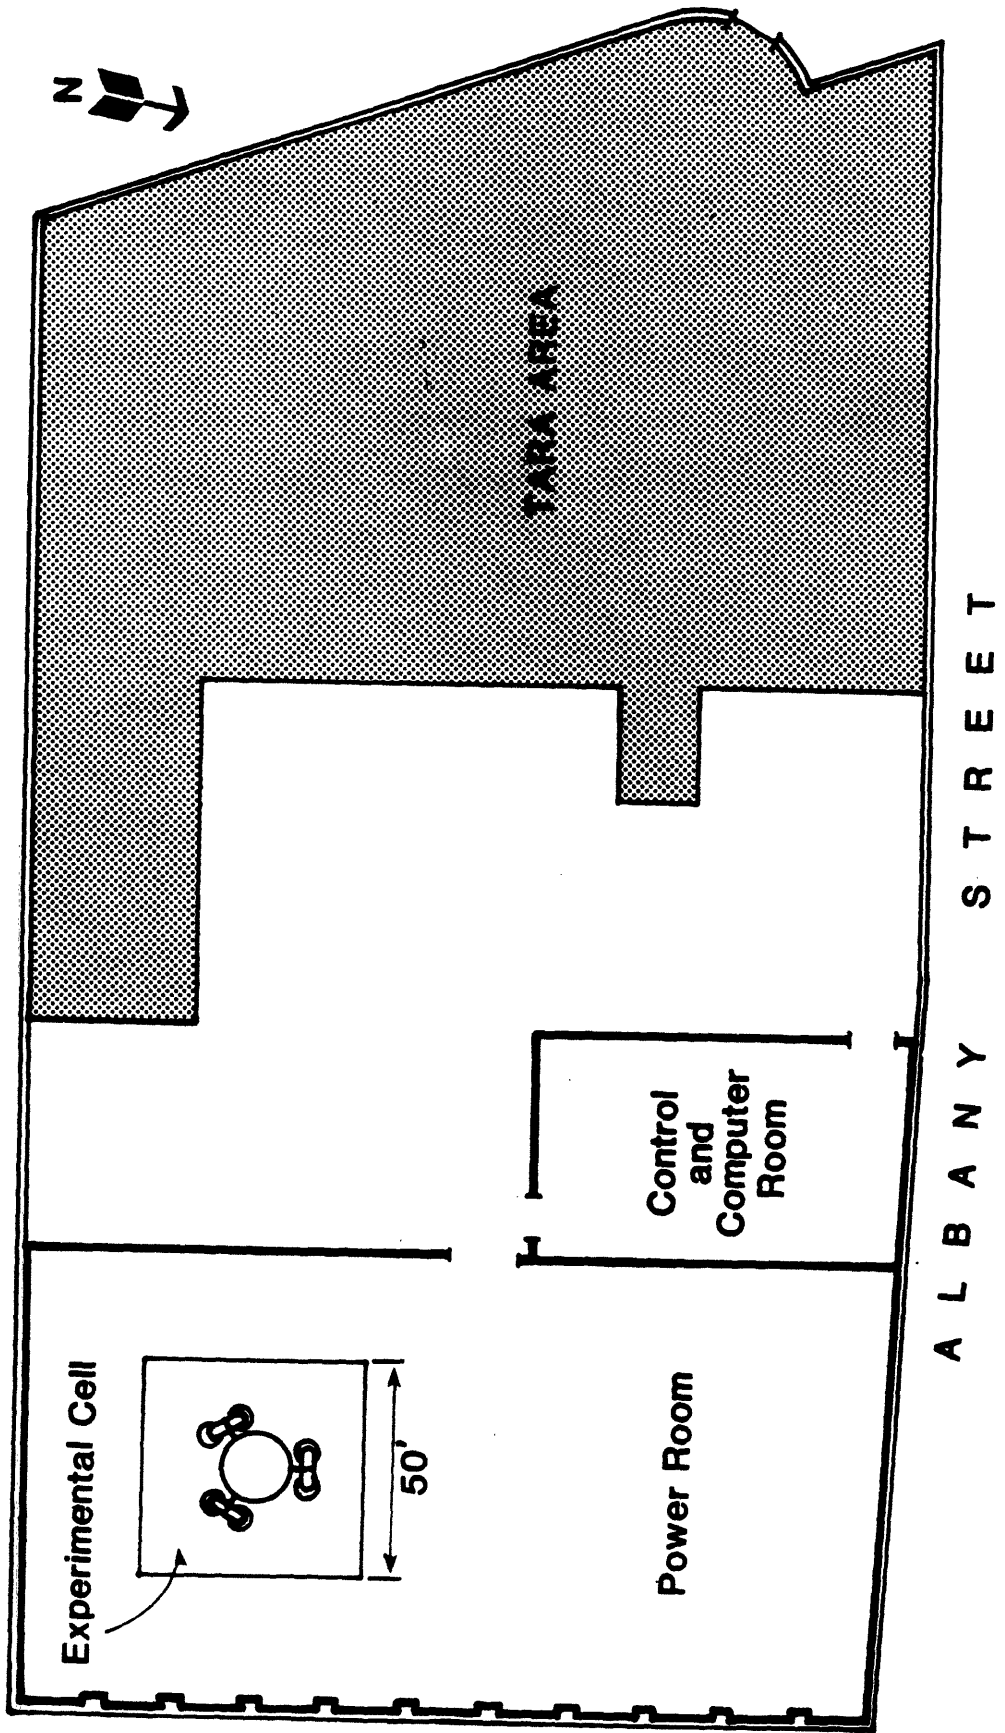 N
TARA AREA
Experimental Cell
50'
Control
and
Computer
Room
Power Room
ALBANY STREET